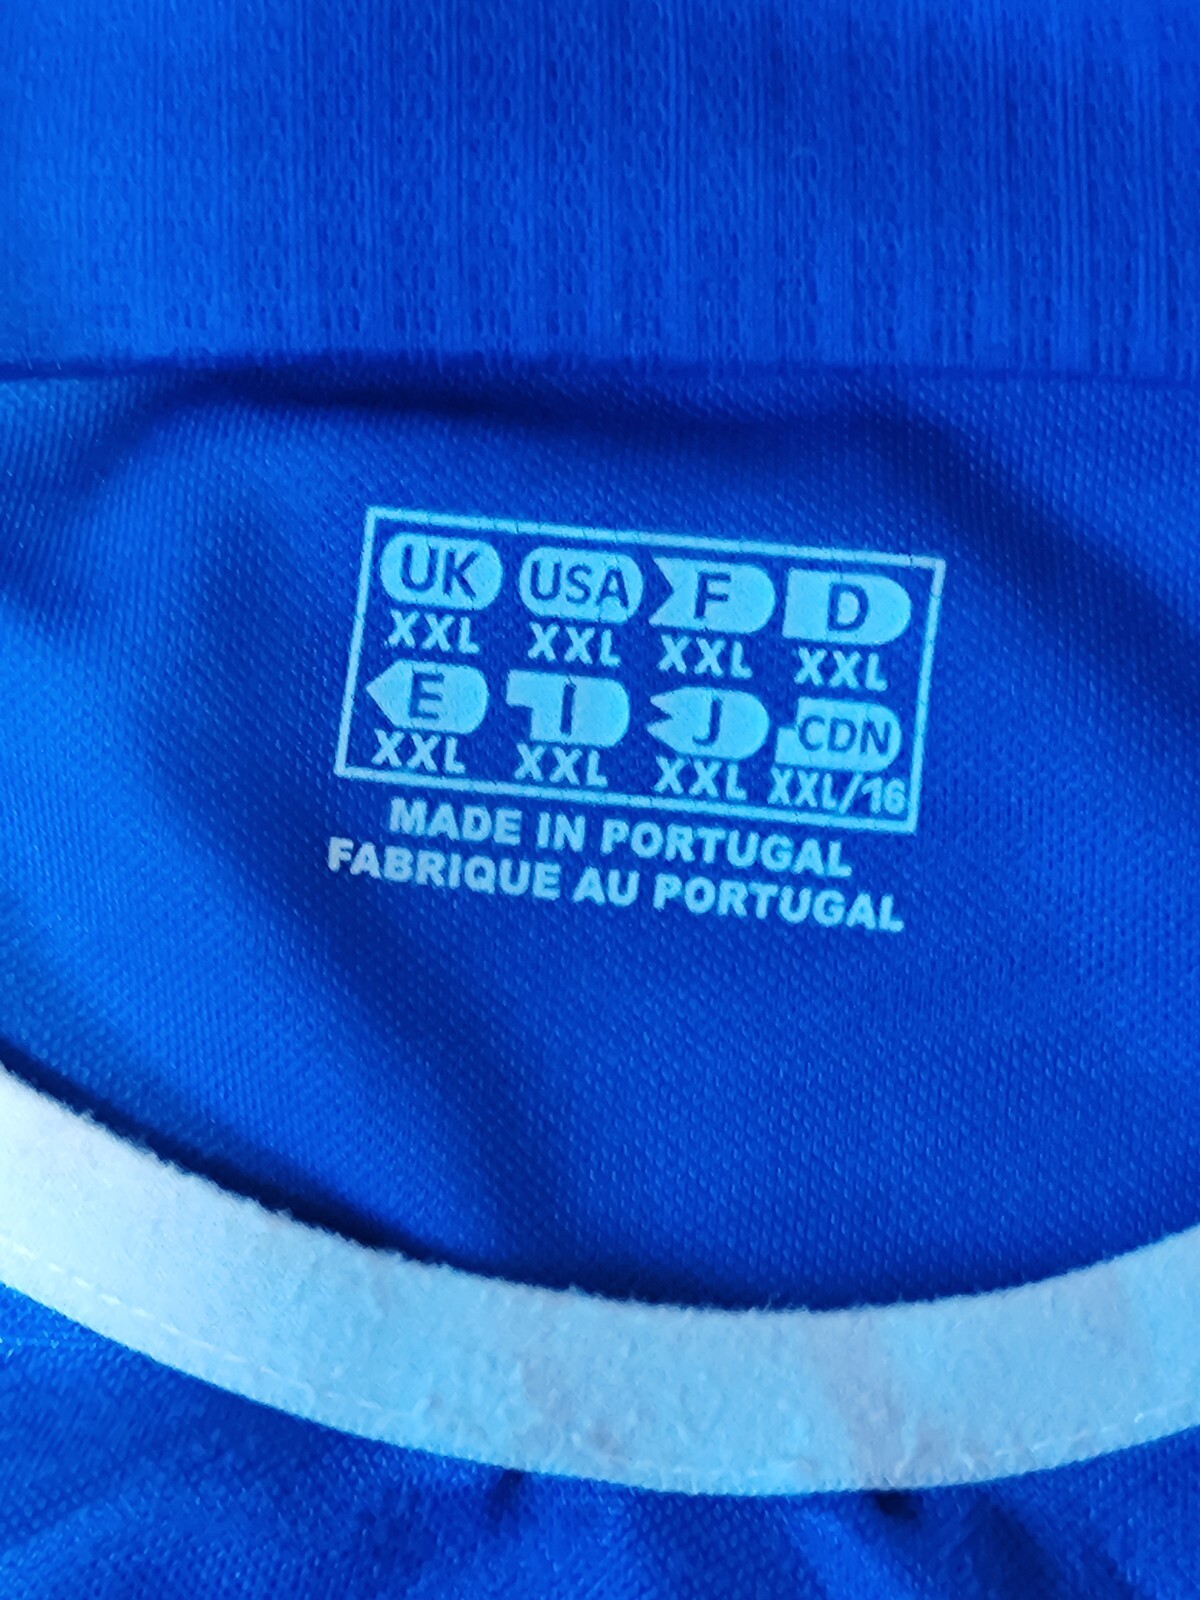 UK USA F D
XXL XXL XXL XXL
E I J CDN
XXL XXL XXL XXL/16
MADE IN PORTUGAL
FABRIQUE AU PORTUGAL